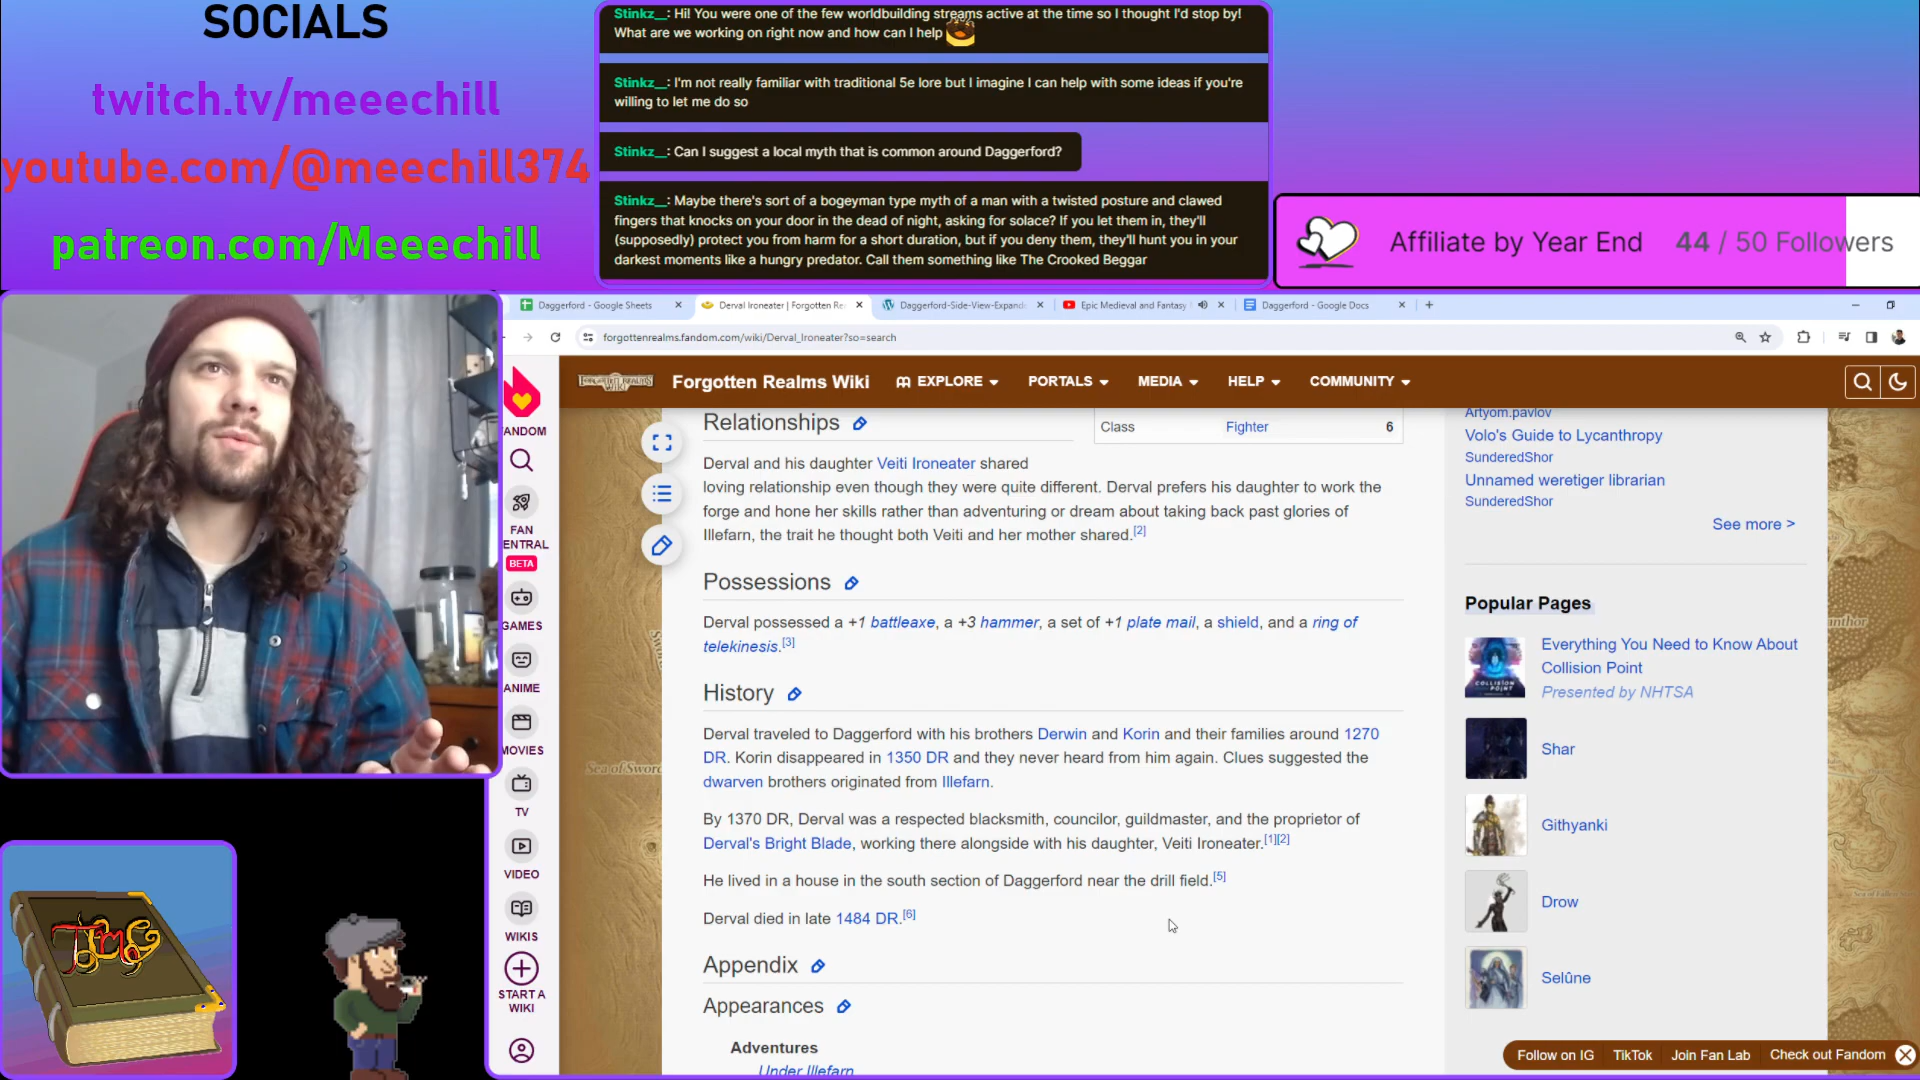 SOCIALS
twitch.tv/meeechill
youtube.com/@meechill374
patreon.com/Meeechill
Stinkz__: Hi! You were one of the few worldbuilding streams active at the time so I thought I'd stop by!
What are we working on right now and how can I help
Stinkz__: I'm not really familiar with traditional 5e lore but I imagine I can help with some ideas if you're
willing to let me do so
Stinkz__: Can I suggest a local myth that is common around Daggerford?
Stinkz__: Maybe there's sort of a bogeyman type myth of a man with a twisted posture and clawed
fingers that knocks on your door in the dead of night, asking for solace? If you let them in, they'll
(supposedly) protect you from harm for a short duration, but if you deny them, they'll hunt you in your
darkest moments like a hungry predator. Call them something like The Crooked Beggar
Affiliate by Year End 44 / 50 Followers
Daggerford - Google Sheets
Derval Ironeater | Forgotten Re
Daggerford-Side-View-Expand
Epic Medieval and Fantasy
Daggerford - Google Docs
forgottenrealms.fandom.com/wiki/Derval_Ironeater?so=search
Forgotten Realms Wiki
EXPLORE
PORTALS
MEDIA
HELP
COMMUNITY
ANDOM
FAN
ENTRAL
BETA
GAMES
ANIME
MOVIES
TV
VIDEO
WIKIS
START A
WIKI
Relationships
Class Fighter 6
Derval and his daughter Veiti Ironeater shared
loving relationship even though they were quite different. Derval prefers his daughter to work the
forge and hone her skills rather than adventuring or dream about taking back past glories of
Illefarn, the trait he thought both Veiti and her mother shared.[2]
Possessions
Derval possessed a +1 battleaxe, a +3 hammer, a set of +1 plate mail, a shield, and a ring of
telekinesis.[3]
History
Derval traveled to Daggerford with his brothers Derwin and Korin and their families around 1270
DR. Korin disappeared in 1350 DR and they never heard from him again. Clues suggested the
dwarven brothers originated from Illefarn.
By 1370 DR, Derval was a respected blacksmith, councilor, guildmaster, and the proprietor of
Derval's Bright Blade, working there alongside with his daughter, Veiti Ironeater.[1][2]
He lived in a house in the south section of Daggerford near the drill field.[5]
Derval died in late 1484 DR.[6]
Appendix
Appearances
Adventures
Under Illefarn
Artyom.pavlov
Volo's Guide to Lycanthropy
SunderedShor
Unnamed weretiger librarian
SunderedShor
See more >
Popular Pages
Everything You Need to Know About
Collision Point
Presented by NHTSA
Shar
Githyanki
Drow
Selûne
Sea of Sword
Follow on IG
TikTok
Join Fan Lab
Check out Fandom